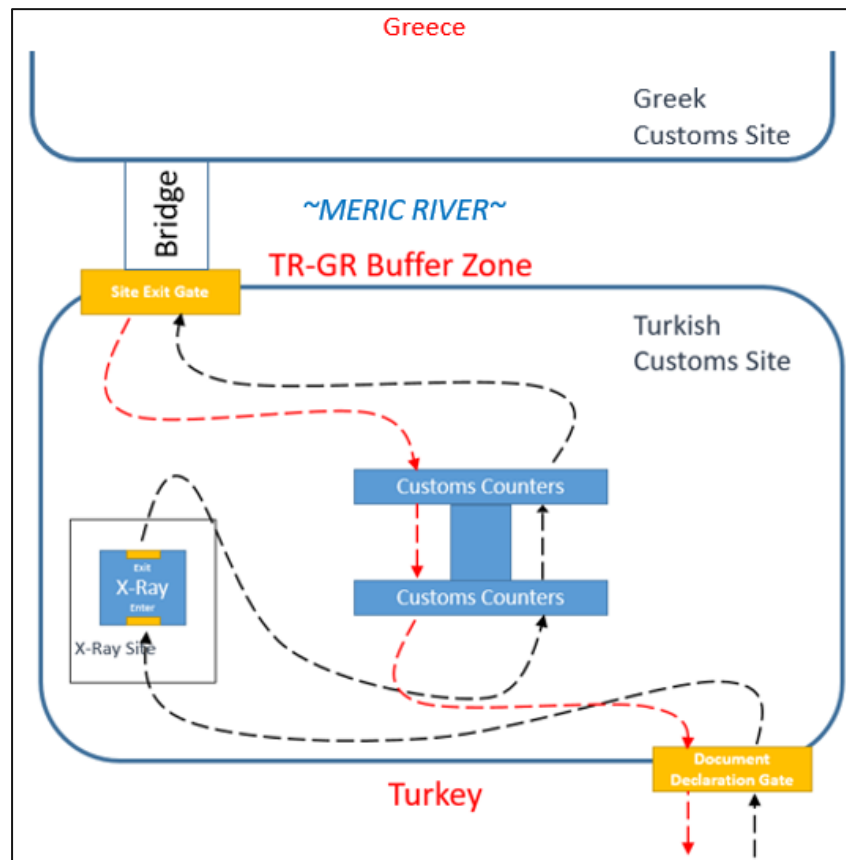 Greece
Greek
Customs Site
Bridge
~MERIC RIVER~
TR-GR Buffer Zone
Site Exit Gate
Turkish
Customs Site
Customs Counters
Exit
X-Ray
Enter
Customs Counters
X-Ray Site
Document
Declaration Gate
Turkey